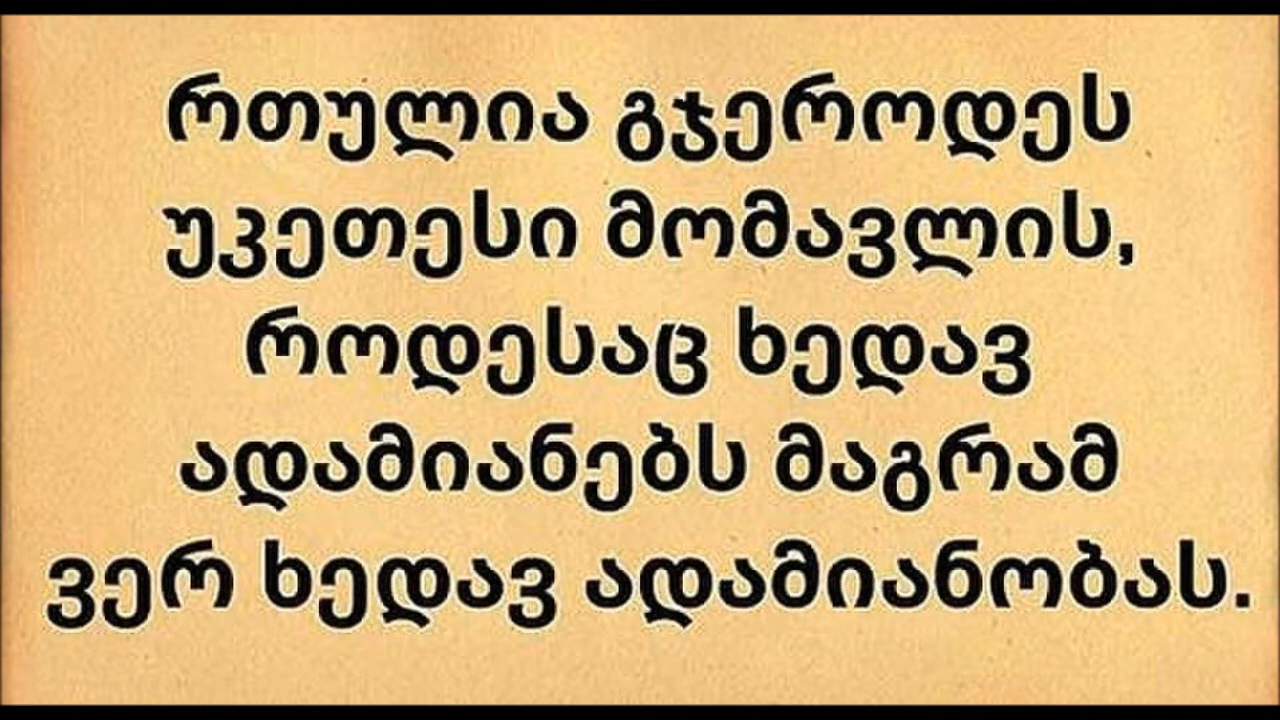 რთულია გჯეროდეს
უკეთესი მომავლის,
როდესაც ხედავ
ადამიანებს მაგრამ
ვერ ხედავ ადამიანობას.